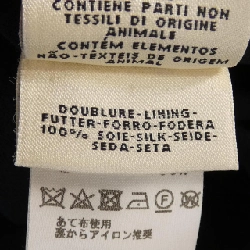 CONTIENE PARTI NON
TESSILI DI ORIGINE
ANIMALE
CONTÉM ELEMENTOS
NÃO-TÊXTEIS DE ORIGEM
ANIMAL
DOUBLURE-LINING-
FUTTER-FORRO-FODERA
100% SOIE-SILK-SEIDE-
SEDA-SETA
あて布使用
裏からアイロン推奨